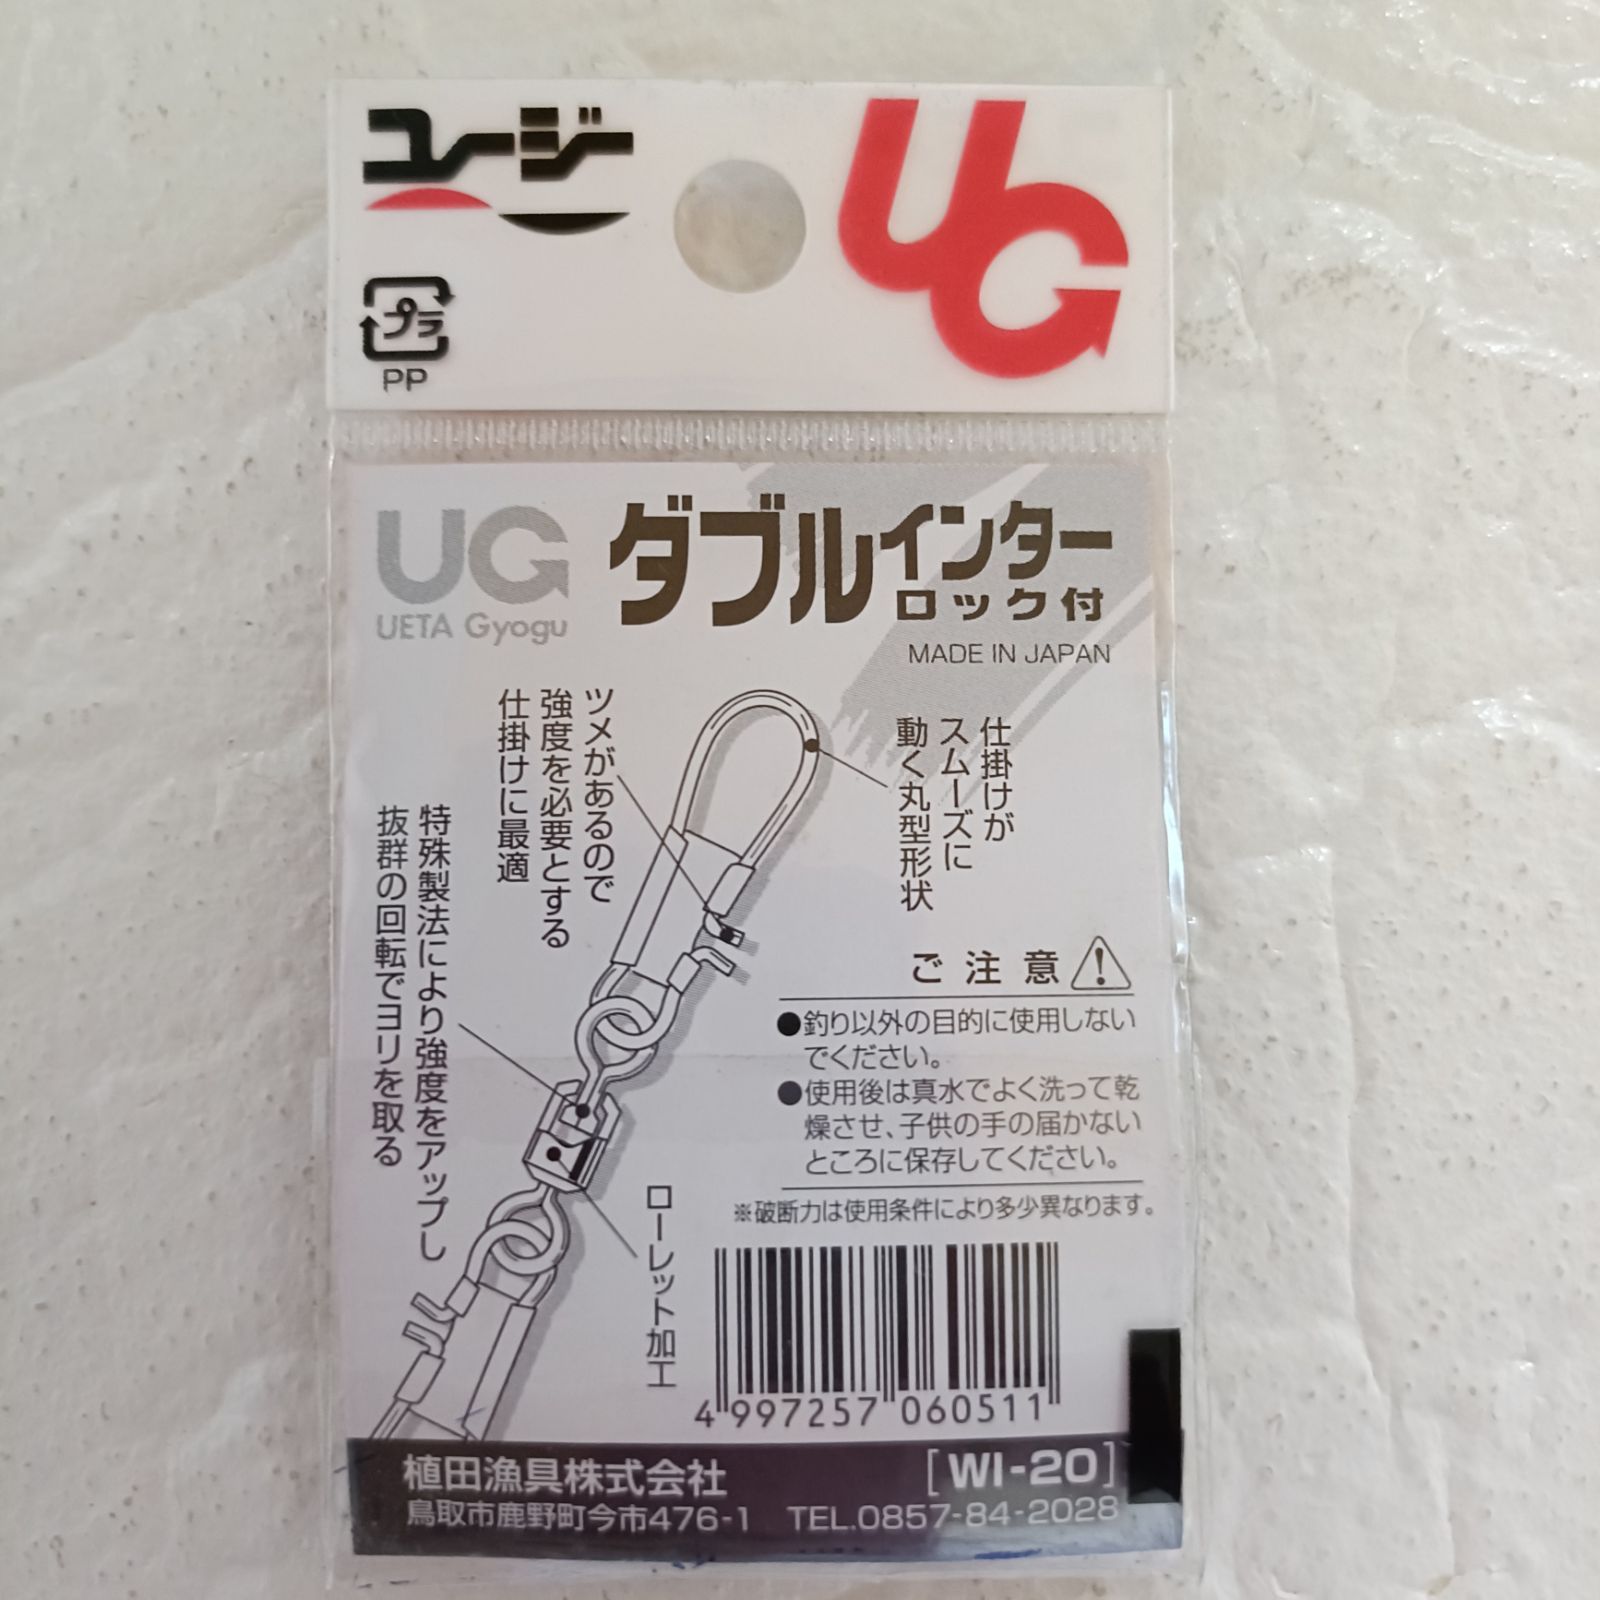 ユージー
UG
プラ
PP
UG
UETA Gyogu
ダブルインター
ロック付
MADE IN JAPAN
仕掛けが
スムーズに
動く丸型形状
ツメがあるので
強度を必要とする
仕掛けに最適
特殊製法により強度をアップし
抜群の回転でヨリを取る
ローレット加工
ご注意
●釣り以外の目的に使用しない
でください。
●使用後は真水でよく洗って乾
燥させ、子供の手の届かない
ところに保存してください。
※破断力は使用条件により多少異なります。
4 997257 060511
植田漁具株式会社
[WI-20]
鳥取市鹿野町今市476-1 TEL.0857-84-2028